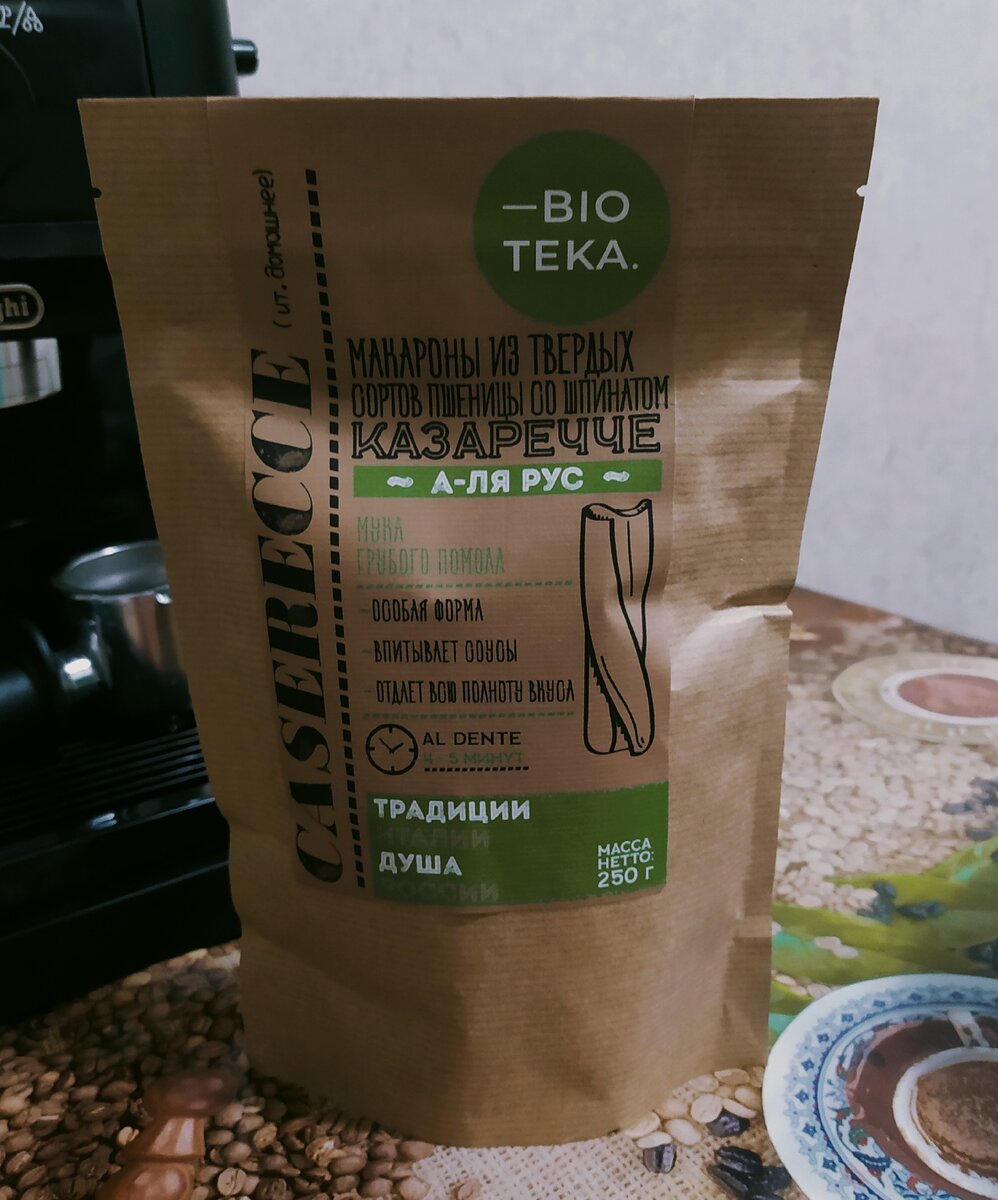 ghi
CASERECCE (ит. домашнее)
—BIO
TEKA.
МАКАРОНЫ ИЗ ТВЕРДЫХ
СОРТОВ ПШЕНИЦЫ СО ШПИНАТОМ
КАЗАРЕЧЧЕ
~ А-ЛЯ РУС ~
МУКА
ГРУБОГО ПОМОЛА
-ОСОБАЯ ФОРМА
-ВПИТЫВАЕТ СОУСЫ
-ОТДАЕТ ВСЮ ПОЛНОТУ ВКУСА
AL DENTE
4 - 5 МИНУТ
ТРАДИЦИИ
ИТАЛИИ
ДУША
РОССИИ
МАССА
НЕТТО:
250 Г